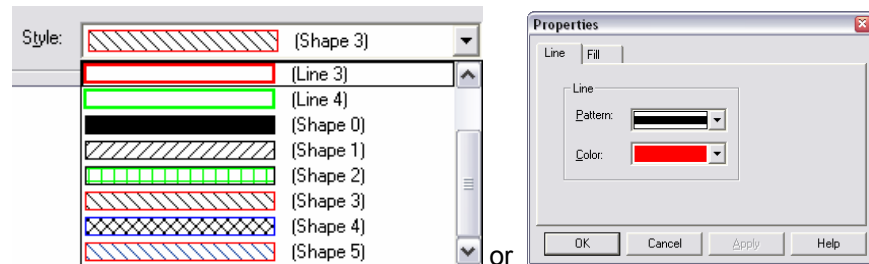 Style: (Shape 3)
(Line 3)
(Line 4)
(Shape 0)
(Shape 1)
(Shape 2)
(Shape 3)
(Shape 4)
(Shape 5)
or
Properties
Line Fill
Line
Pattern:
Color:
OK Cancel Apply Help